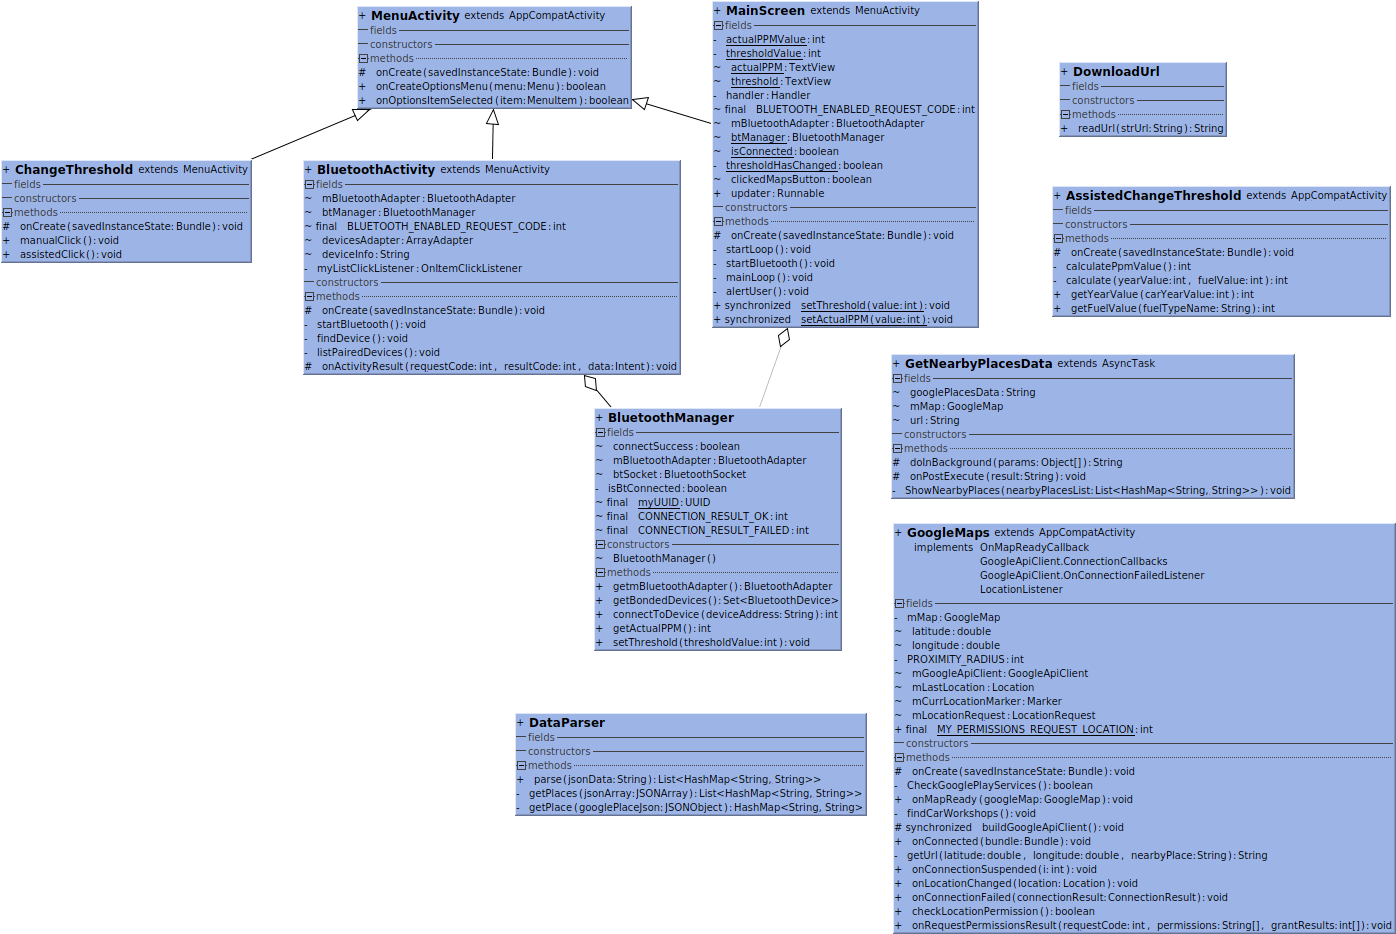 + MenuActivity extends AppCompatActivity
fields
constructors
methods
# onCreate(savedInstanceState:Bundle):void
+ onCreateOptionsMenu(menu:Menu):boolean
+ onOptionsItemSelected(item:MenuItem):boolean
+ MainScreen extends MenuActivity
fields
- actualPPMValue:int
- thresholdValue:int
~ actualPPM:TextView
~ threshold:TextView
- handler:Handler
~ final BLUETOOTH_ENABLED_REQUEST_CODE:int
~ mBluetoothAdapter:BluetoothAdapter
~ btManager:BluetoothManager
~ isConnected:boolean
- thresholdHasChanged:boolean
~ clickedMapsButton:boolean
+ updater:Runnable
constructors
methods
# onCreate(savedInstanceState:Bundle):void
- startLoop():void
- startBluetooth():void
- mainLoop():void
- alertUser():void
+ synchronized setThreshold(value:int):void
+ synchronized setActualPPM(value:int):void
+ DownloadUrl
fields
constructors
methods
+ readUrl(strUrl:String):String
+ ChangeThreshold extends MenuActivity
fields
constructors
methods
# onCreate(savedInstanceState:Bundle):void
+ manualClick():void
+ assistedClick():void
+ BluetoothActivity extends MenuActivity
fields
~ mBluetoothAdapter:BluetoothAdapter
~ btManager:BluetoothManager
~ final BLUETOOTH_ENABLED_REQUEST_CODE:int
~ devicesAdapter:ArrayAdapter
~ deviceInfo:String
- myListClickListener:OnItemClickListener
constructors
methods
# onCreate(savedInstanceState:Bundle):void
- startBluetooth():void
- findDevice():void
- listPairedDevices():void
# onActivityResult(requestCode:int, resultCode:int, data:Intent):void
+ AssistedChangeThreshold extends AppCompatActivity
fields
constructors
methods
# onCreate(savedInstanceState:Bundle):void
- calculatePpmValue():int
- calculate(yearValue:int, fuelValue:int):int
+ getYearValue(carYearValue:int):int
+ getFuelValue(fuelTypeName:String):int
+ GetNearbyPlacesData extends AsyncTask
fields
~ googlePlacesData:String
~ mMap:GoogleMap
~ url:String
constructors
methods
# doInBackground(params:Object[]):String
# onPostExecute(result:String):void
- ShowNearbyPlaces(nearbyPlacesList:List<HashMap<String, String>>):void
+ BluetoothManager
fields
~ connectSuccess:boolean
~ mBluetoothAdapter:BluetoothAdapter
~ btSocket:BluetoothSocket
- isBtConnected:boolean
~ final myUUID:UUID
~ final CONNECTION_RESULT_OK:int
~ final CONNECTION_RESULT_FAILED:int
constructors
~ BluetoothManager()
methods
+ getmBluetoothAdapter():BluetoothAdapter
+ getBondedDevices():Set<BluetoothDevice>
+ connectToDevice(deviceAddress:String):int
+ getActualPPM():int
+ setThreshold(thresholdValue:int):void
+ GoogleMaps extends AppCompatActivity
implements OnMapReadyCallback
GoogleApiClient.ConnectionCallbacks
GoogleApiClient.OnConnectionFailedListener
LocationListener
fields
- mMap:GoogleMap
~ latitude:double
~ longitude:double
- PROXIMITY_RADIUS:int
~ mGoogleApiClient:GoogleApiClient
~ mLastLocation:Location
~ mCurrLocationMarker:Marker
~ mLocationRequest:LocationRequest
+ final MY_PERMISSIONS_REQUEST_LOCATION:int
constructors
methods
# onCreate(savedInstanceState:Bundle):void
- CheckGooglePlayServices():boolean
+ onMapReady(googleMap:GoogleMap):void
- findCarWorkshops():void
# synchronized buildGoogleApiClient():void
+ onConnected(bundle:Bundle):void
- getUrl(latitude:double, longitude:double, nearbyPlace:String):String
+ onConnectionSuspended(i:int):void
+ onLocationChanged(location:Location):void
+ onConnectionFailed(connectionResult:ConnectionResult):void
+ checkLocationPermission():boolean
+ onRequestPermissionsResult(requestCode:int, permissions:String[], grantResults:int[]):void
+ DataParser
fields
constructors
methods
+ parse(jsonData:String):List<HashMap<String, String>>
- getPlaces(jsonArray:JSONArray):List<HashMap<String, String>>
- getPlace(googlePlaceJson:JSONObject):HashMap<String, String>